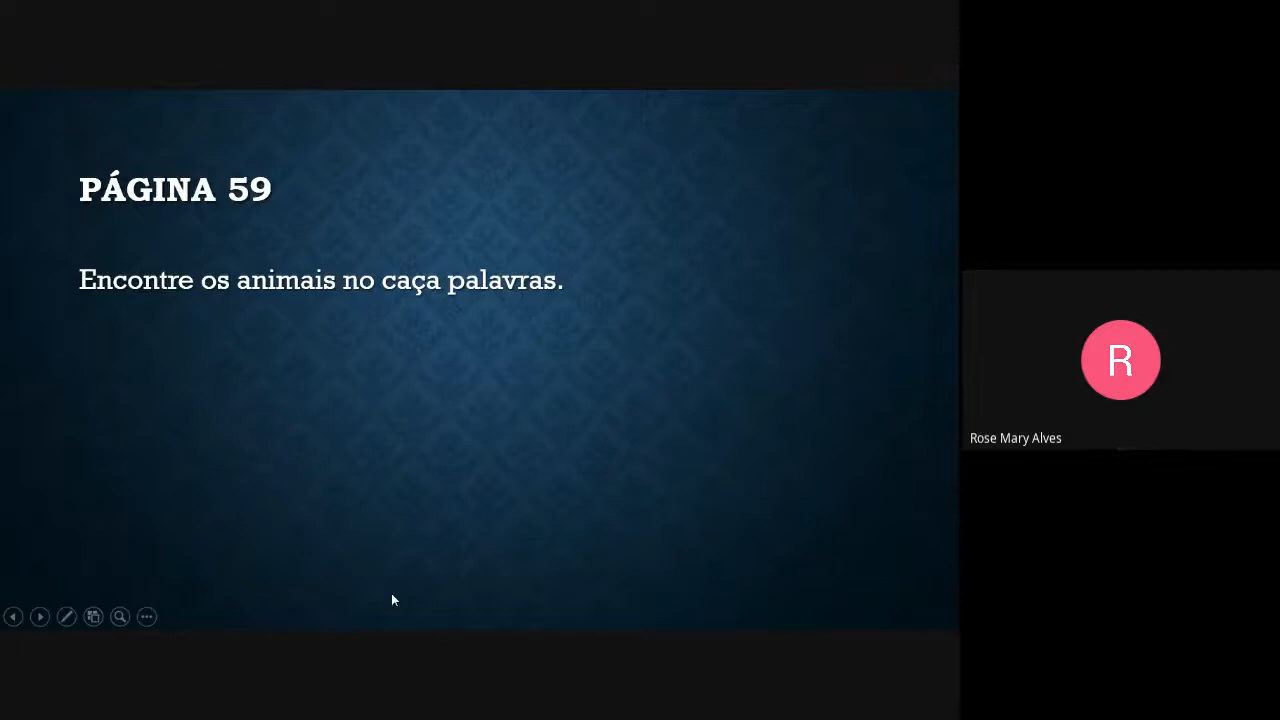 PÁGINA 59
Encontre os animais no caça palavras.
R
Rose Mary Alves